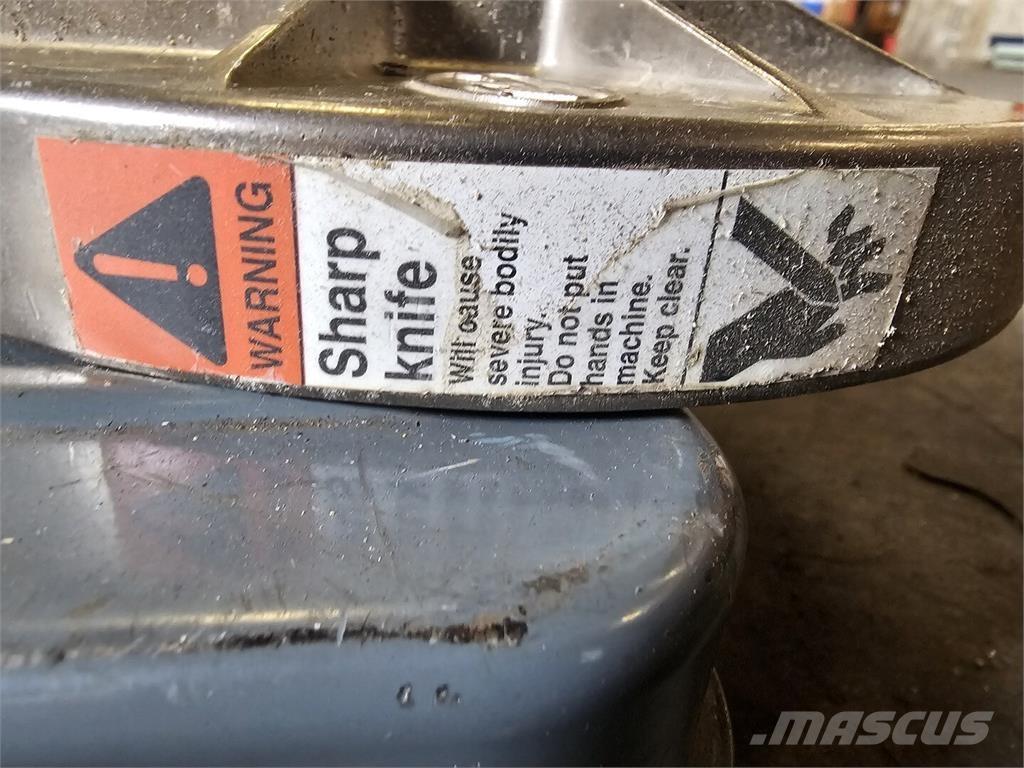 WARNING
Sharp
knife
Will cause
severe bodily
injury.
Do not put
hands in
machine.
Keep clear.
MASCUS